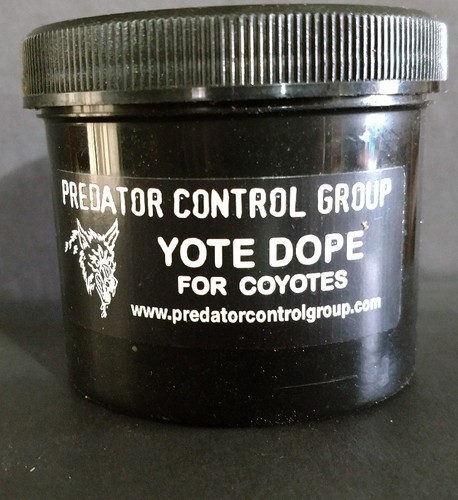 PREDATOR CONTROL GROUP
YOTE DOPE
FOR COYOTES
www.predatorcontrolgroup.com